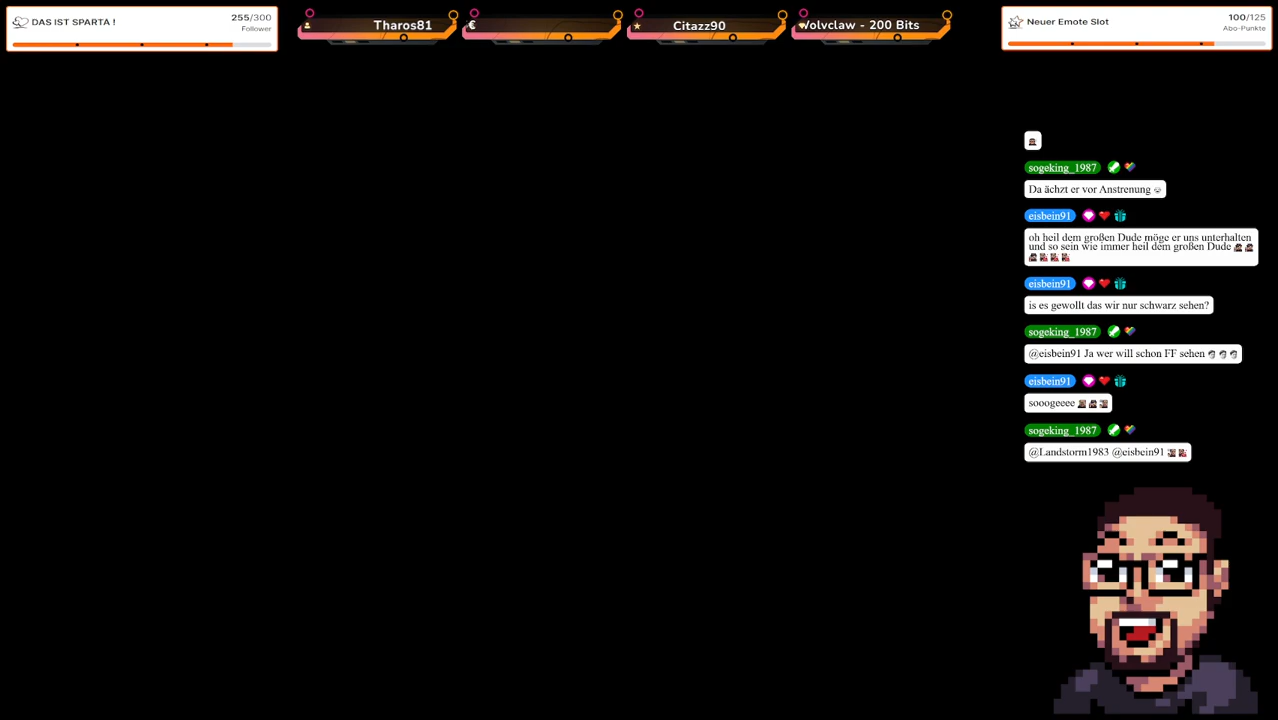 DAS IST SPARTA !
255/300
Follower
Tharos81
€
Citazz90
Volvclaw - 200 Bits
Neuer Emote Slot
100/125
Abo-Punkte
sogeking_1987
Da ächzt er vor Anstrenung
eisbein91
oh heil dem großen Dude möge er uns unterhalten
und so sein wie immer heil dem großen Dude
eisbein91
is es gewollt das wir nur schwarz sehen?
sogeking_1987
@eisbein91 Ja wer will schon FF sehen
eisbein91
sooogeeee
sogeking_1987
@Landstorm1983 @eisbein91